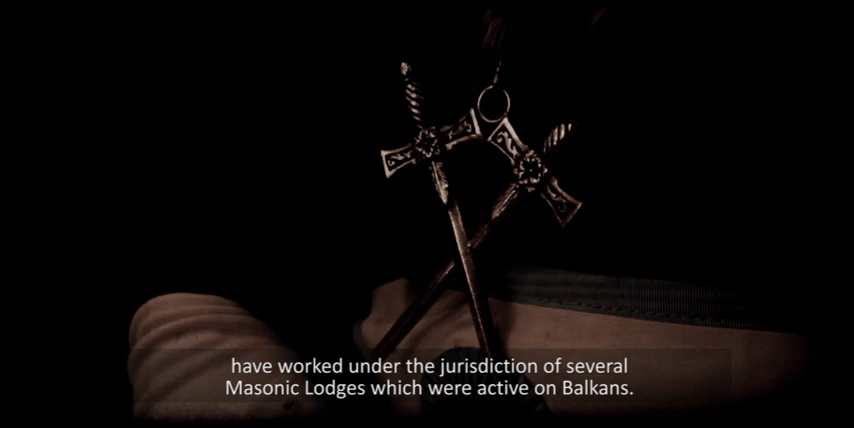 have worked under the jurisdiction of several
Masonic Lodges which were active on Balkans.